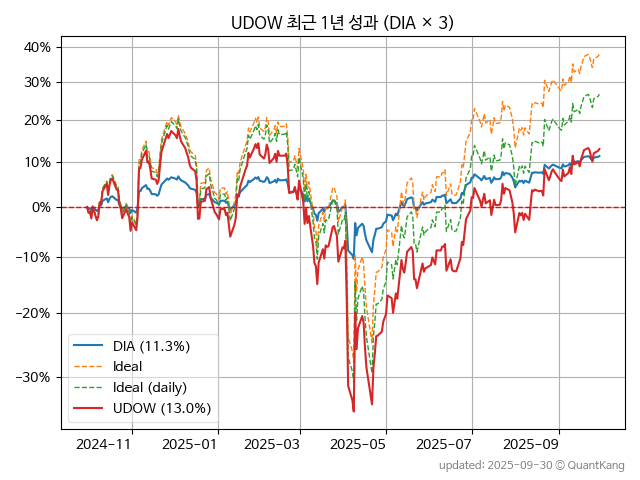 UDOW 최근 1년 성과 (DIA × 3)
40%
30%
20%
10%
0%
−10%
−20%
−30%
DIA (11.3%)
Ideal
Ideal (daily)
UDOW (13.0%)
2024-11
2025-01
2025-03
2025-05
2025-07
2025-09
updated: 2025-09-30 © QuantKang